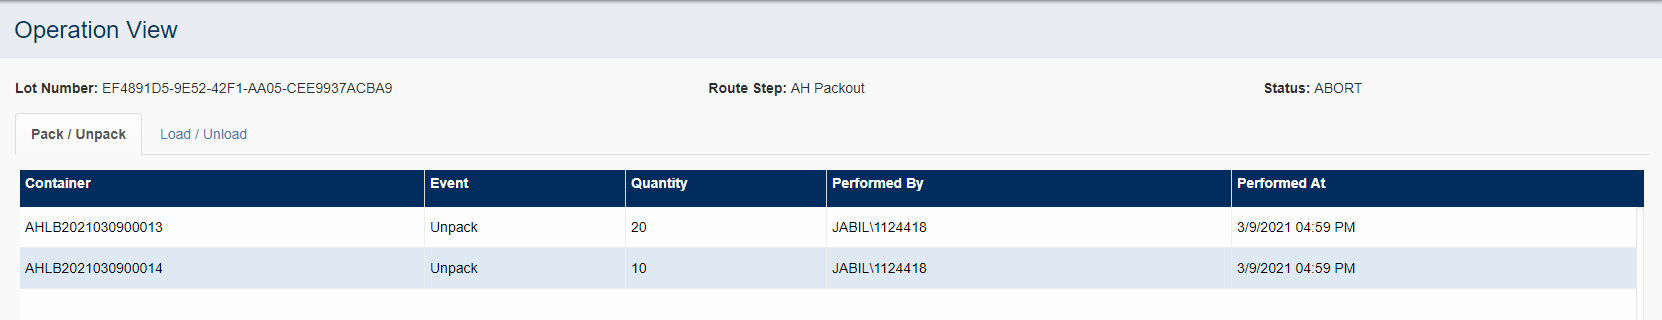 Operation View
Lot Number: EF4891D5-9E52-42F1-AA05-CEE9937ACBA9 Route Step: AH Packout Status: ABORT
Pack / Unpack Load / Unload
Container Event Quantity Performed By Performed At
AHLB2021030900013 Unpack 20 JABIL\1124418 3/9/2021 04:59 PM
AHLB2021030900014 Unpack 10 JABIL\1124418 3/9/2021 04:59 PM